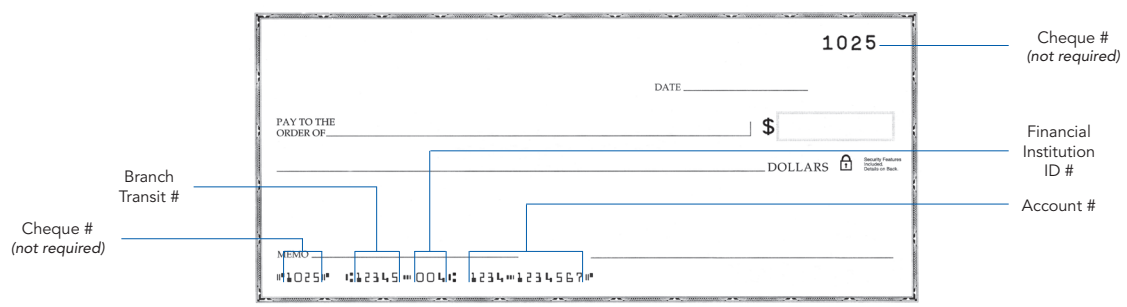 1025
Cheque #
(not required)
DATE
PAY TO THE
ORDER OF
$
Financial
Institution
ID #
DOLLARS
Security Features
Included.
Details on Back.
Branch
Transit #
Account #
Cheque #
(not required)
MEMO
⑈1025⑈ ⑆12345⑉004⑆ 1234⑉1234567⑈